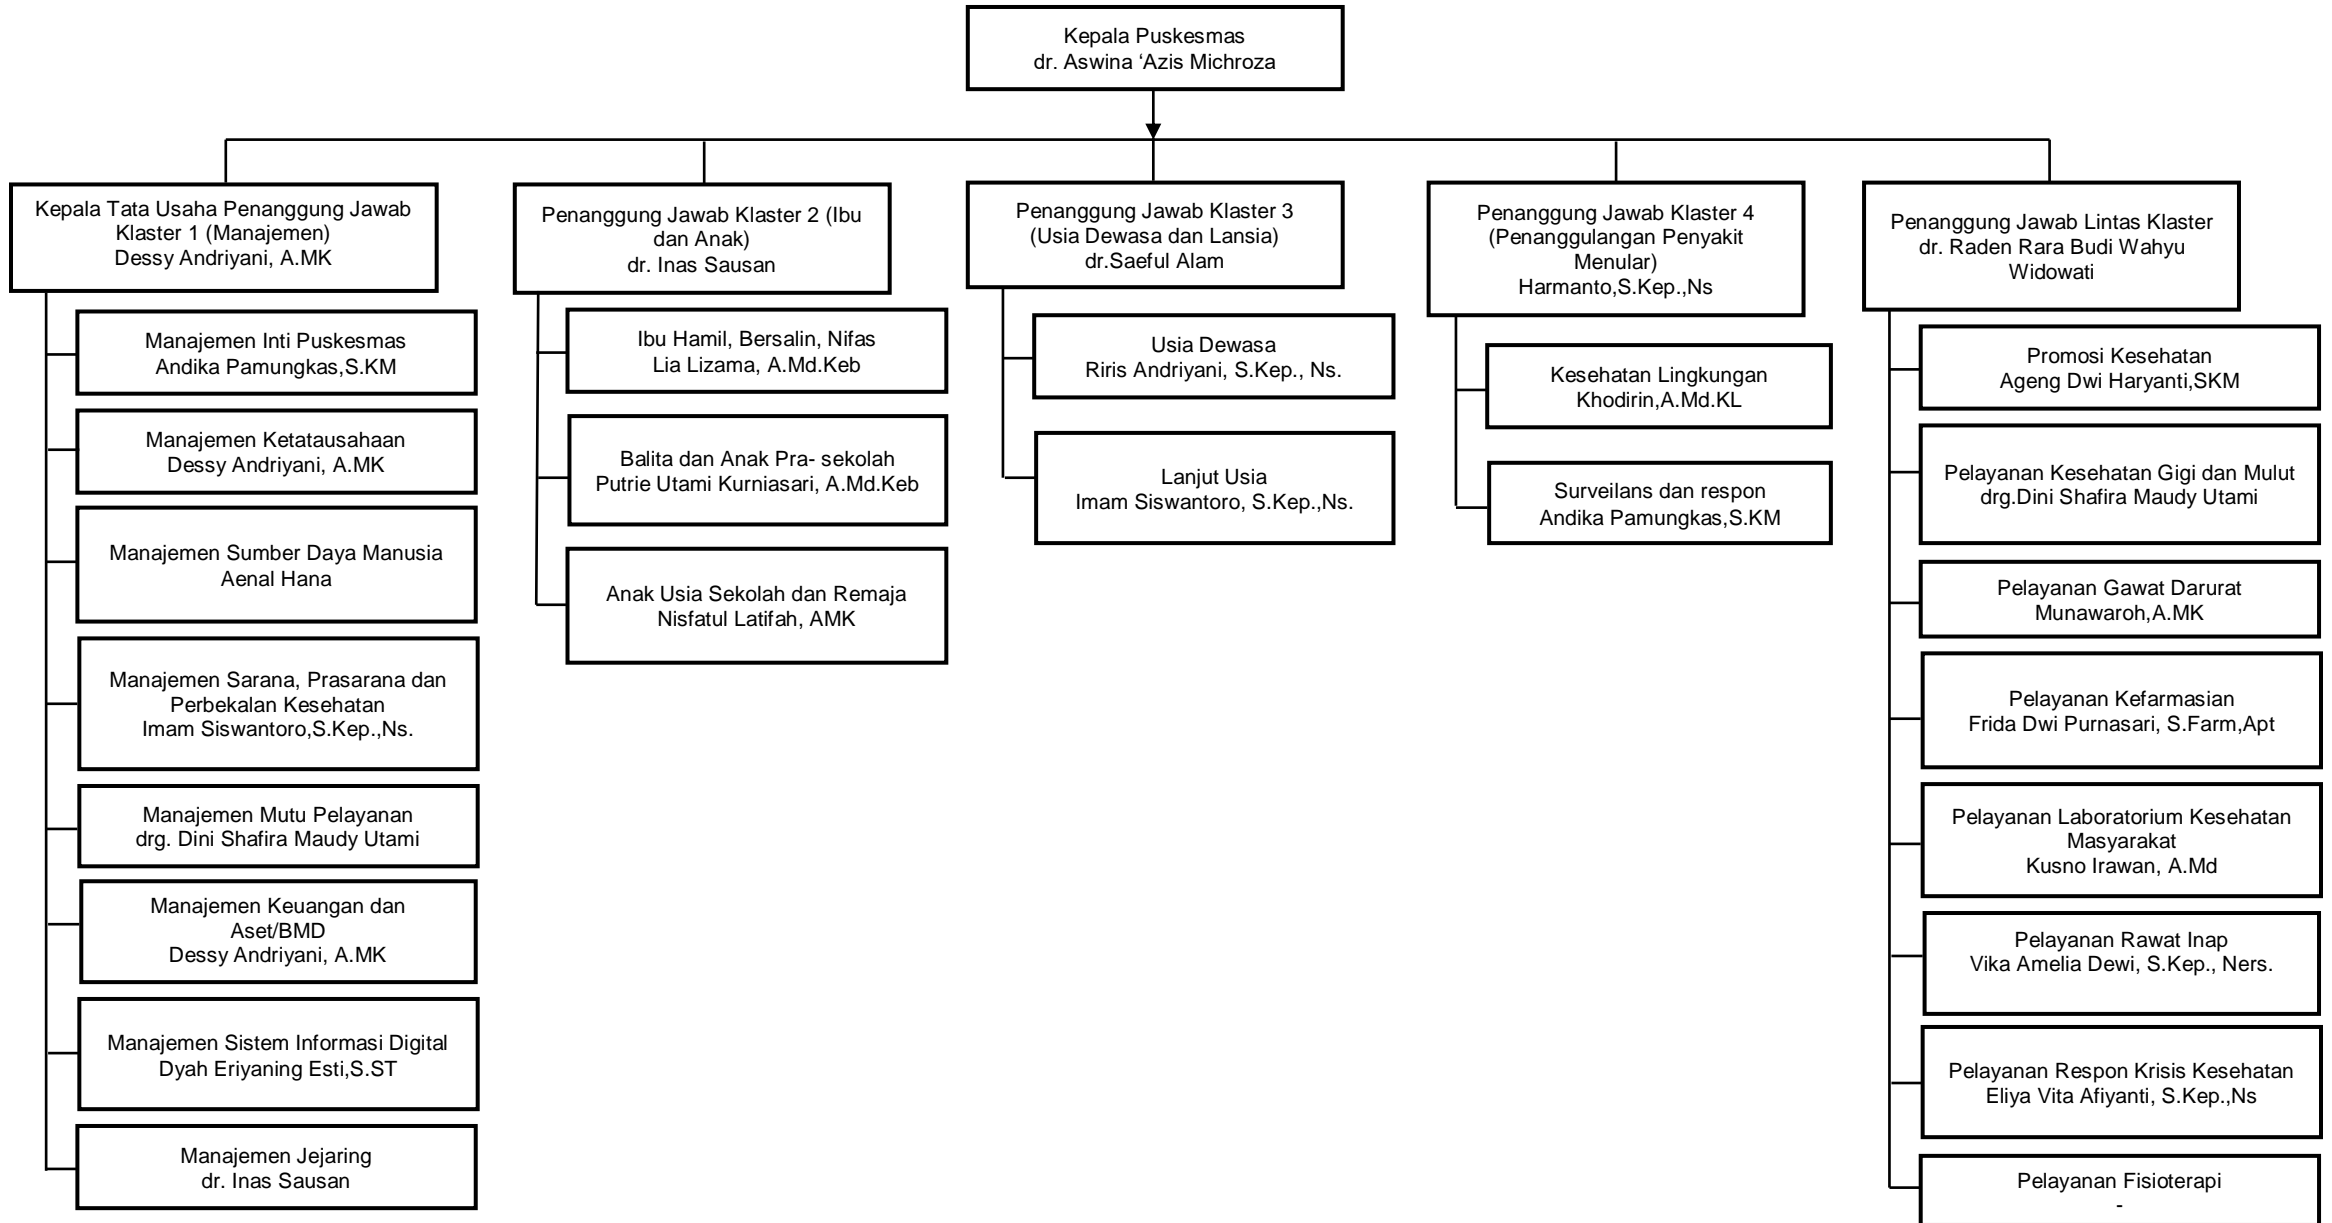 Kepala Puskesmas
dr. Aswina ‘Azis Michroza
Kepala Tata Usaha Penanggung Jawab
Klaster 1 (Manajemen)
Dessy Andriyani, A.MK
Manajemen Inti Puskesmas
Andika Pamungkas,S.KM
Manajemen Ketatausahaan
Dessy Andriyani, A.MK
Manajemen Sumber Daya Manusia
Aenal Hana
Manajemen Sarana, Prasarana dan
Perbekalan Kesehatan
Imam Siswantoro,S.Kep.,Ns.
Manajemen Mutu Pelayanan
drg. Dini Shafira Maudy Utami
Manajemen Keuangan dan
Aset/BMD
Dessy Andriyani, A.MK
Manajemen Sistem Informasi Digital
Dyah Eriyaning Esti,S.ST
Manajemen Jejaring
dr. Inas Sausan
Penanggung Jawab Klaster 2 (Ibu
dan Anak)
dr. Inas Sausan
Ibu Hamil, Bersalin, Nifas
Lia Lizama, A.Md.Keb
Balita dan Anak Pra- sekolah
Putrie Utami Kurniasari, A.Md.Keb
Anak Usia Sekolah dan Remaja
Nisfatul Latifah, AMK
Penanggung Jawab Klaster 3
(Usia Dewasa dan Lansia)
dr.Saeful Alam
Usia Dewasa
Riris Andriyani, S.Kep., Ns.
Lanjut Usia
Imam Siswantoro, S.Kep.,Ns.
Penanggung Jawab Klaster 4
(Penanggulangan Penyakit
Menular)
Harmanto,S.Kep.,Ns
Kesehatan Lingkungan
Khodirin,A.Md.KL
Surveilans dan respon
Andika Pamungkas,S.KM
Penanggung Jawab Lintas Klaster
dr. Raden Rara Budi Wahyu
Widowati
Promosi Kesehatan
Ageng Dwi Haryanti,SKM
Pelayanan Kesehatan Gigi dan Mulut
drg.Dini Shafira Maudy Utami
Pelayanan Gawat Darurat
Munawaroh,A.MK
Pelayanan Kefarmasian
Frida Dwi Purnasari, S.Farm,Apt
Pelayanan Laboratorium Kesehatan
Masyarakat
Kusno Irawan, A.Md
Pelayanan Rawat Inap
Vika Amelia Dewi, S.Kep., Ners.
Pelayanan Respon Krisis Kesehatan
Eliya Vita Afiyanti, S.Kep.,Ns
Pelayanan Fisioterapi
-